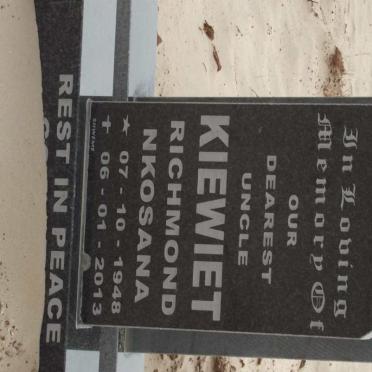 In Loving
Memory Of
OUR
DEAREST
UNCLE
KIEWIET
RICHMOND
NKOSANA
★ 07 - 10 - 1948
✝ 06 - 01 - 2013
REST IN PEACE